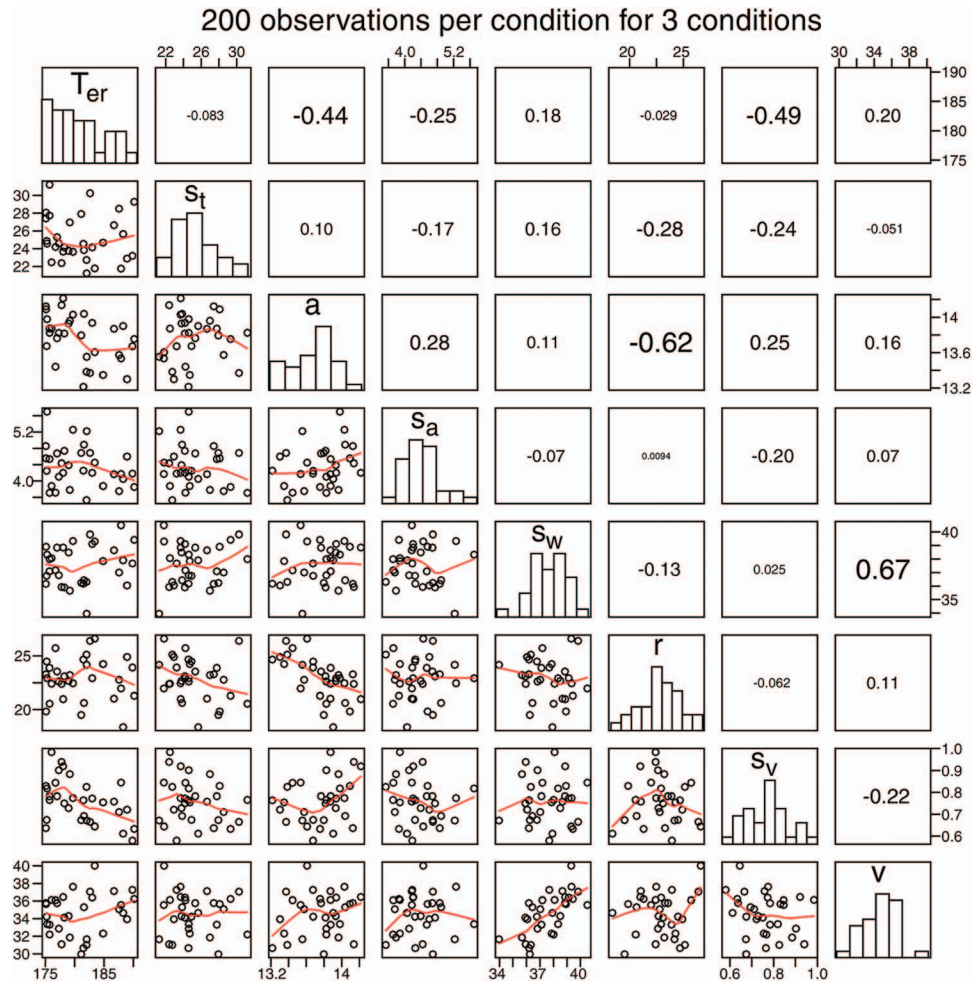 200 observations per condition for 3 conditions
22 26 31
4.0 5.2
20 25
30 34 38
T er
-0.083 -0.44 -0.25 0.18 -0.029 -0.49 0.20
190
185
180
175
30
28
26
24
22
s t
0.10 -0.17 0.16 -0.28 -0.24 -0.051
a
0.28 0.11 -0.62 0.25 0.16
14
13.6
13.2
5.2
4.0
s a
-0.07 0.0094 -0.20 0.07
s w
-0.13 0.025 0.67
40
35
25
20
r
-0.062 0.11
s v
-0.22
1.0
0.9
0.8
0.7
0.6
40
38
36
34
32
30
v
175 185
13.2 14
34 37 40
0.6 0.8 1.0